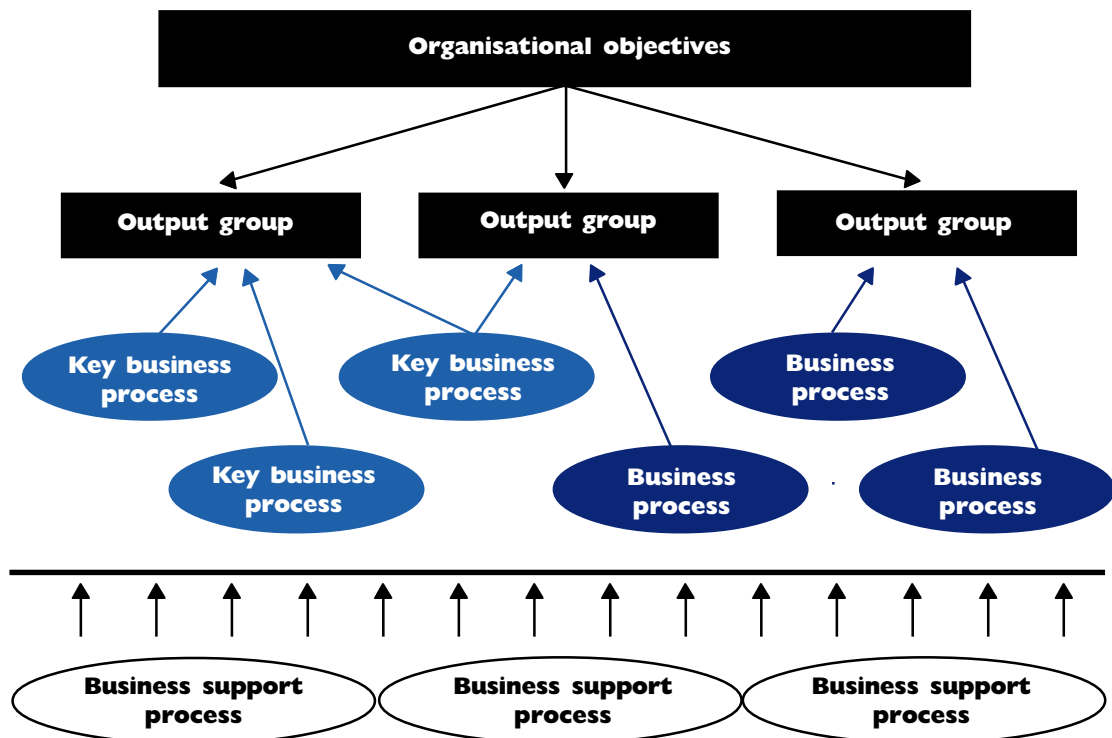 Organisational objectives
Output group
Output group
Output group
Key business
process
Key business
process
Business
process
Key business
process
Business
process
Business
process
Business support
process
Business support
process
Business support
process